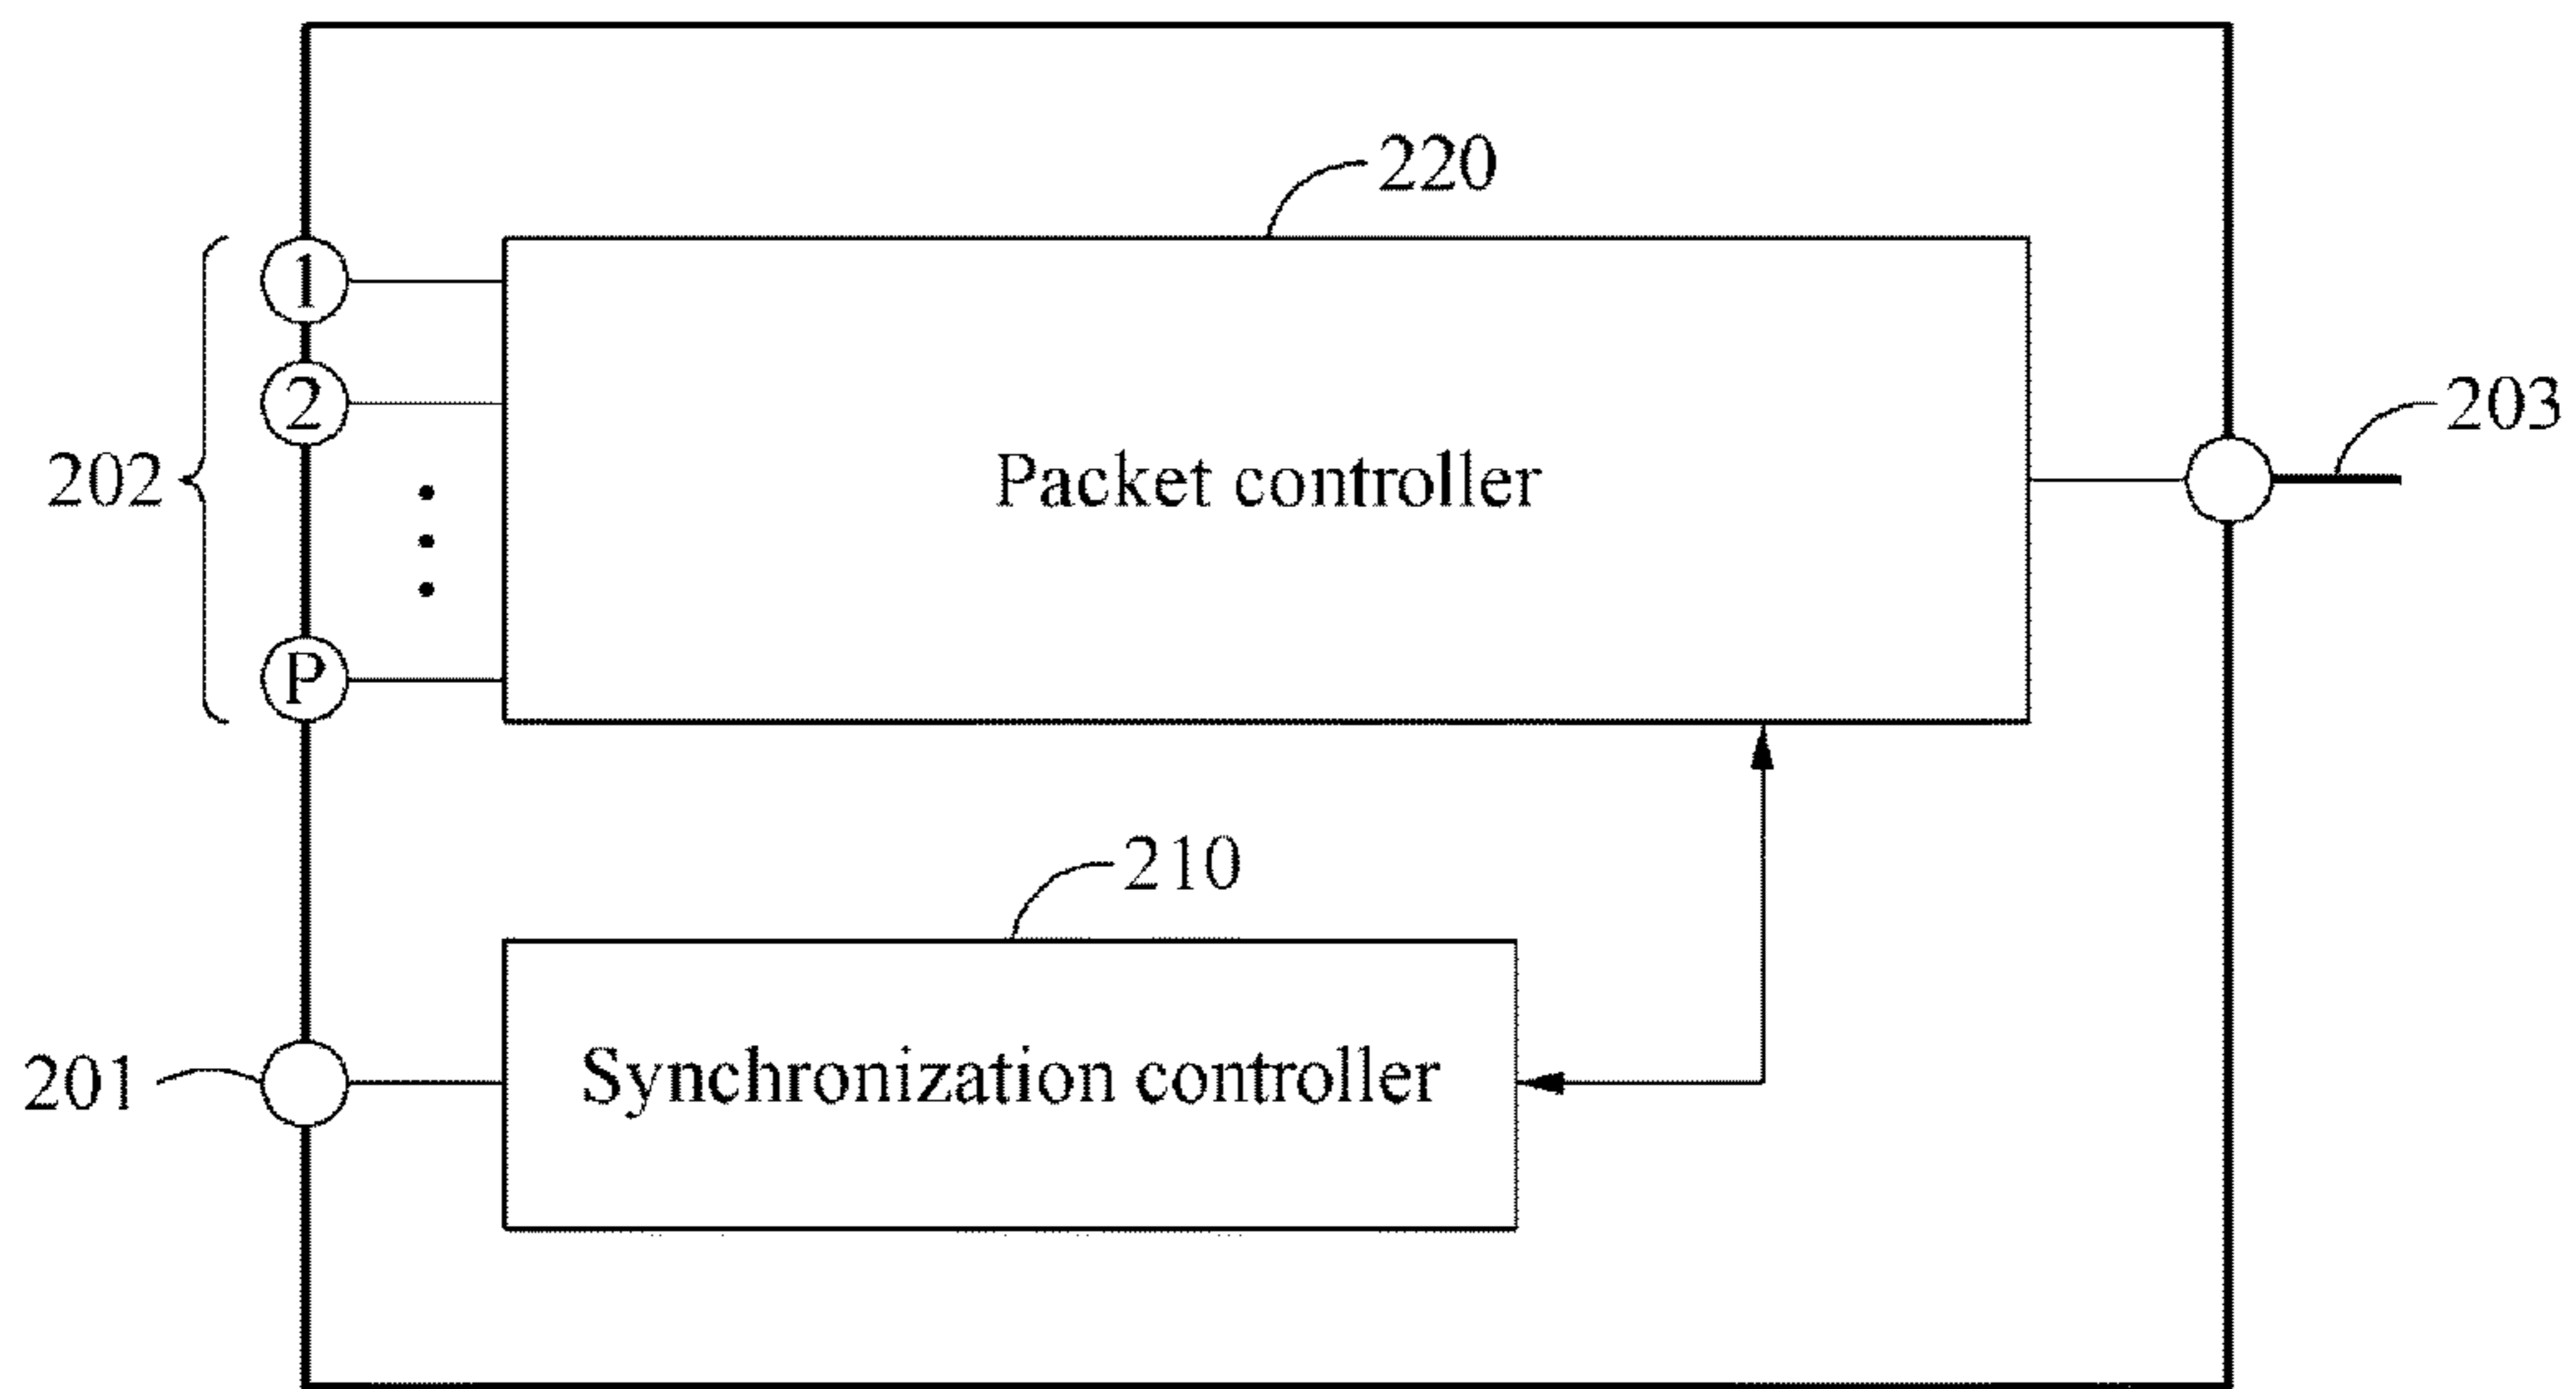 220
1
2
202
Packet controller
203
P
210
201
Synchronization controller